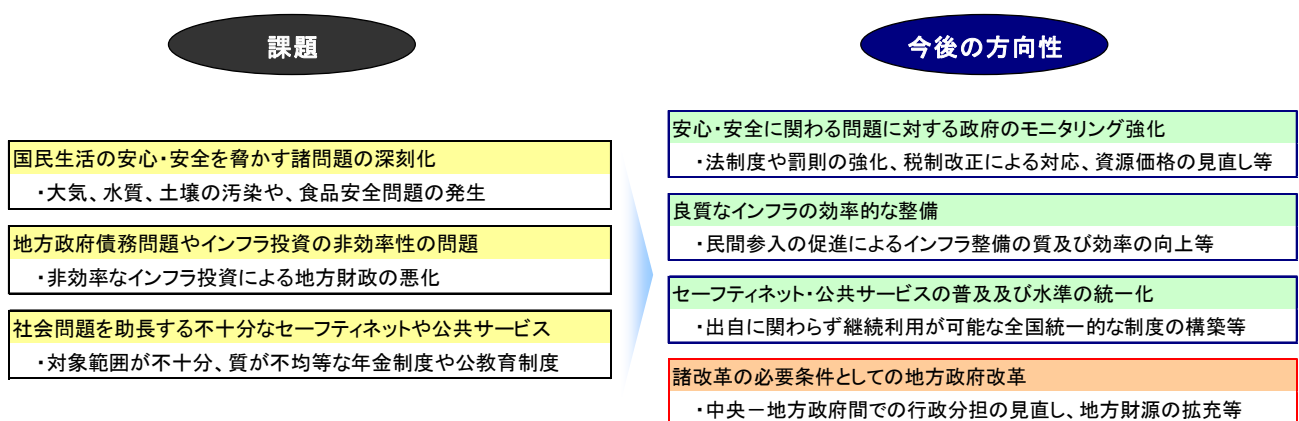 課題
国民生活の安心・安全を脅かす諸問題の深刻化
・大気、水質、土壌の汚染や、食品安全問題の発生
地方政府債務問題やインフラ投資の非効率性の問題
・非効率なインフラ投資による地方財政の悪化
社会問題を助長する不十分なセーフティネットや公共サービス
・対象範囲が不十分、質が不均等な年金制度や公教育制度
今後の方向性
安心・安全に関わる問題に対する政府のモニタリング強化
・法制度や罰則の強化、税制改正による対応、資源価格の見直し等
良質なインフラの効率的な整備
・民間参入の促進によるインフラ整備の質及び効率の向上等
セーフティネット・公共サービスの普及及び水準の統一化
・出自に関わらず継続利用が可能な全国統一的な制度の構築等
諸改革の必要条件としての地方政府改革
・中央－地方政府間での行政分担の見直し、地方財源の拡充等